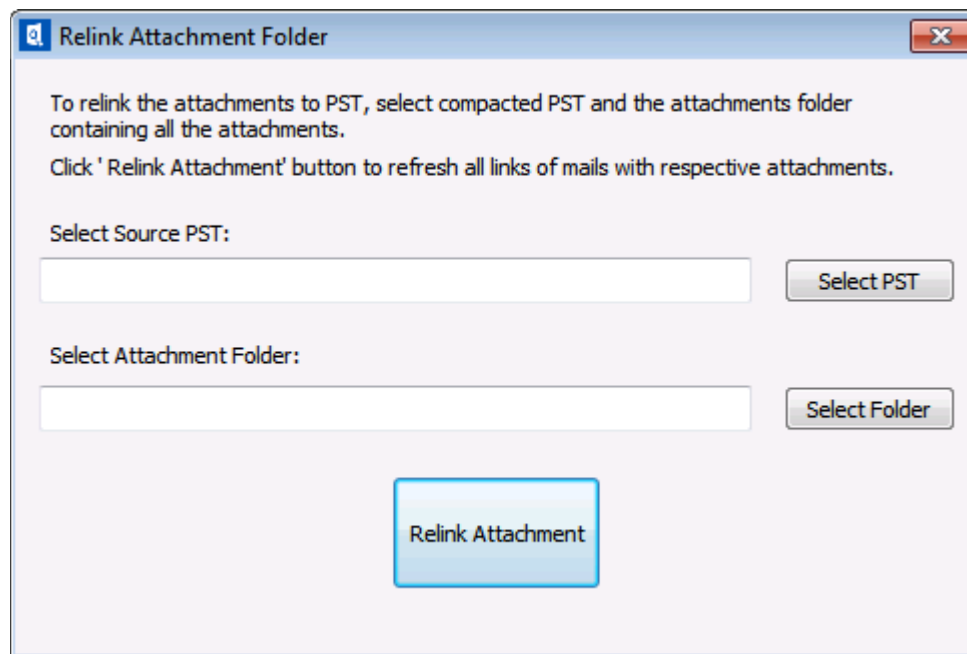 Relink Attachment Folder
To relink the attachments to PST, select compacted PST and the attachments folder
containing all the attachments.
Click ' Relink Attachment' button to refresh all links of mails with respective attachments.
Select Source PST:
Select PST
Select Attachment Folder:
Select Folder
Relink Attachment